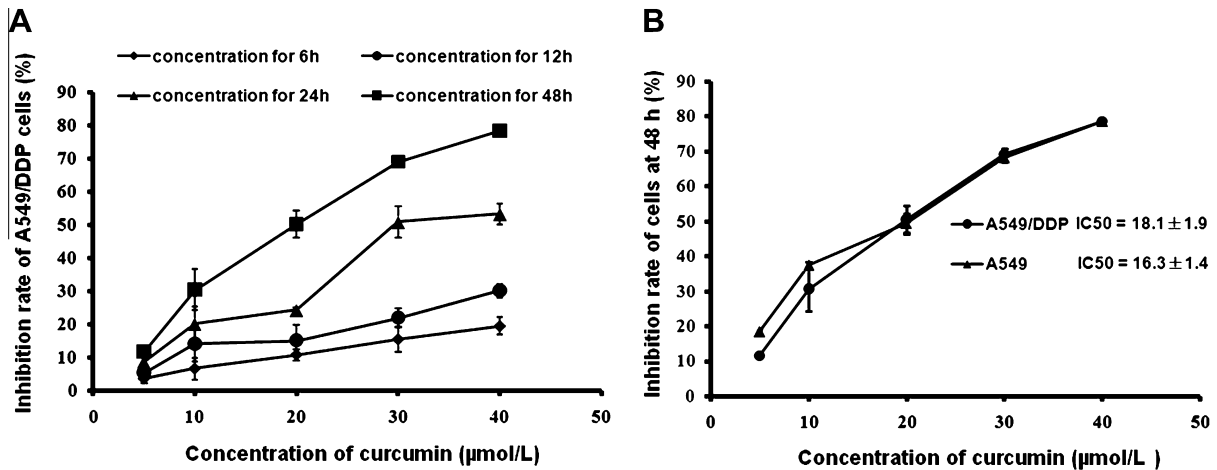 A
Inhibition rate of A549/DDP cells (%)
concentration for 6h
concentration for 12h
concentration for 24h
concentration for 48h
90
80
70
60
50
40
30
20
10
0
0 10 20 30 40 50
Concentration of curcumin (μmol/L)
B
Inhibition rate of cells at 48 h (%)
90
80
70
60
50
40
30
20
10
0
A549/DDP IC50 = 18.1 ± 1.9
A549 IC50 = 16.3 ± 1.4
0 10 20 30 40 50
Concentration of curcumin (μmol/L )